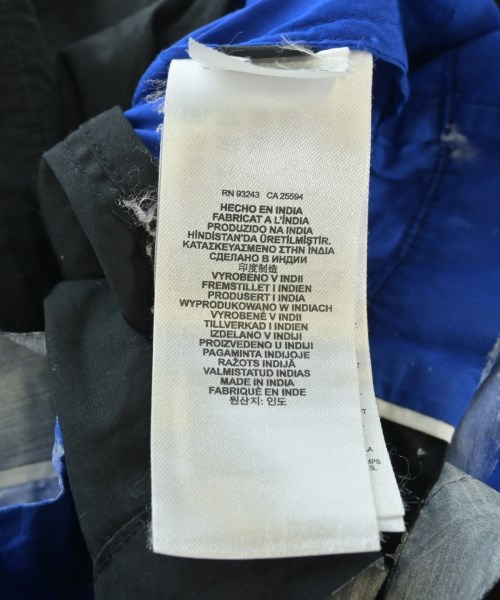 RN 93243 CA 25594
HECHO EN INDIA
FABRICAT A L'ÍNDIA
PRODUZIDO NA INDIA
HİNDİSTAN'DA ÜRETİLMİŞTİR.
ΚΑΤΑΣΚΕΥΑΣΜΕΝΟ ΣΤΗΝ ΙΝΔΙΑ
СДЕЛАНО В ИНДИИ
印度制造
VYROBENO V INDII
FREMSTILLET I INDIEN
PRODUSERT I INDIA
WYPRODUKOWANO W INDIACH
VYROBENÉ V INDII
TILLVERKAD I INDIEN
IZDELANO V INDIJI
PROIZVEDENO U INDIJI
PAGAMINTA INDIJOJE
RAŽOTS INDIJĀ
VALMISTATUD INDIAS
MADE IN INDIA
FABRIQUÉ EN INDE
원산지: 인도